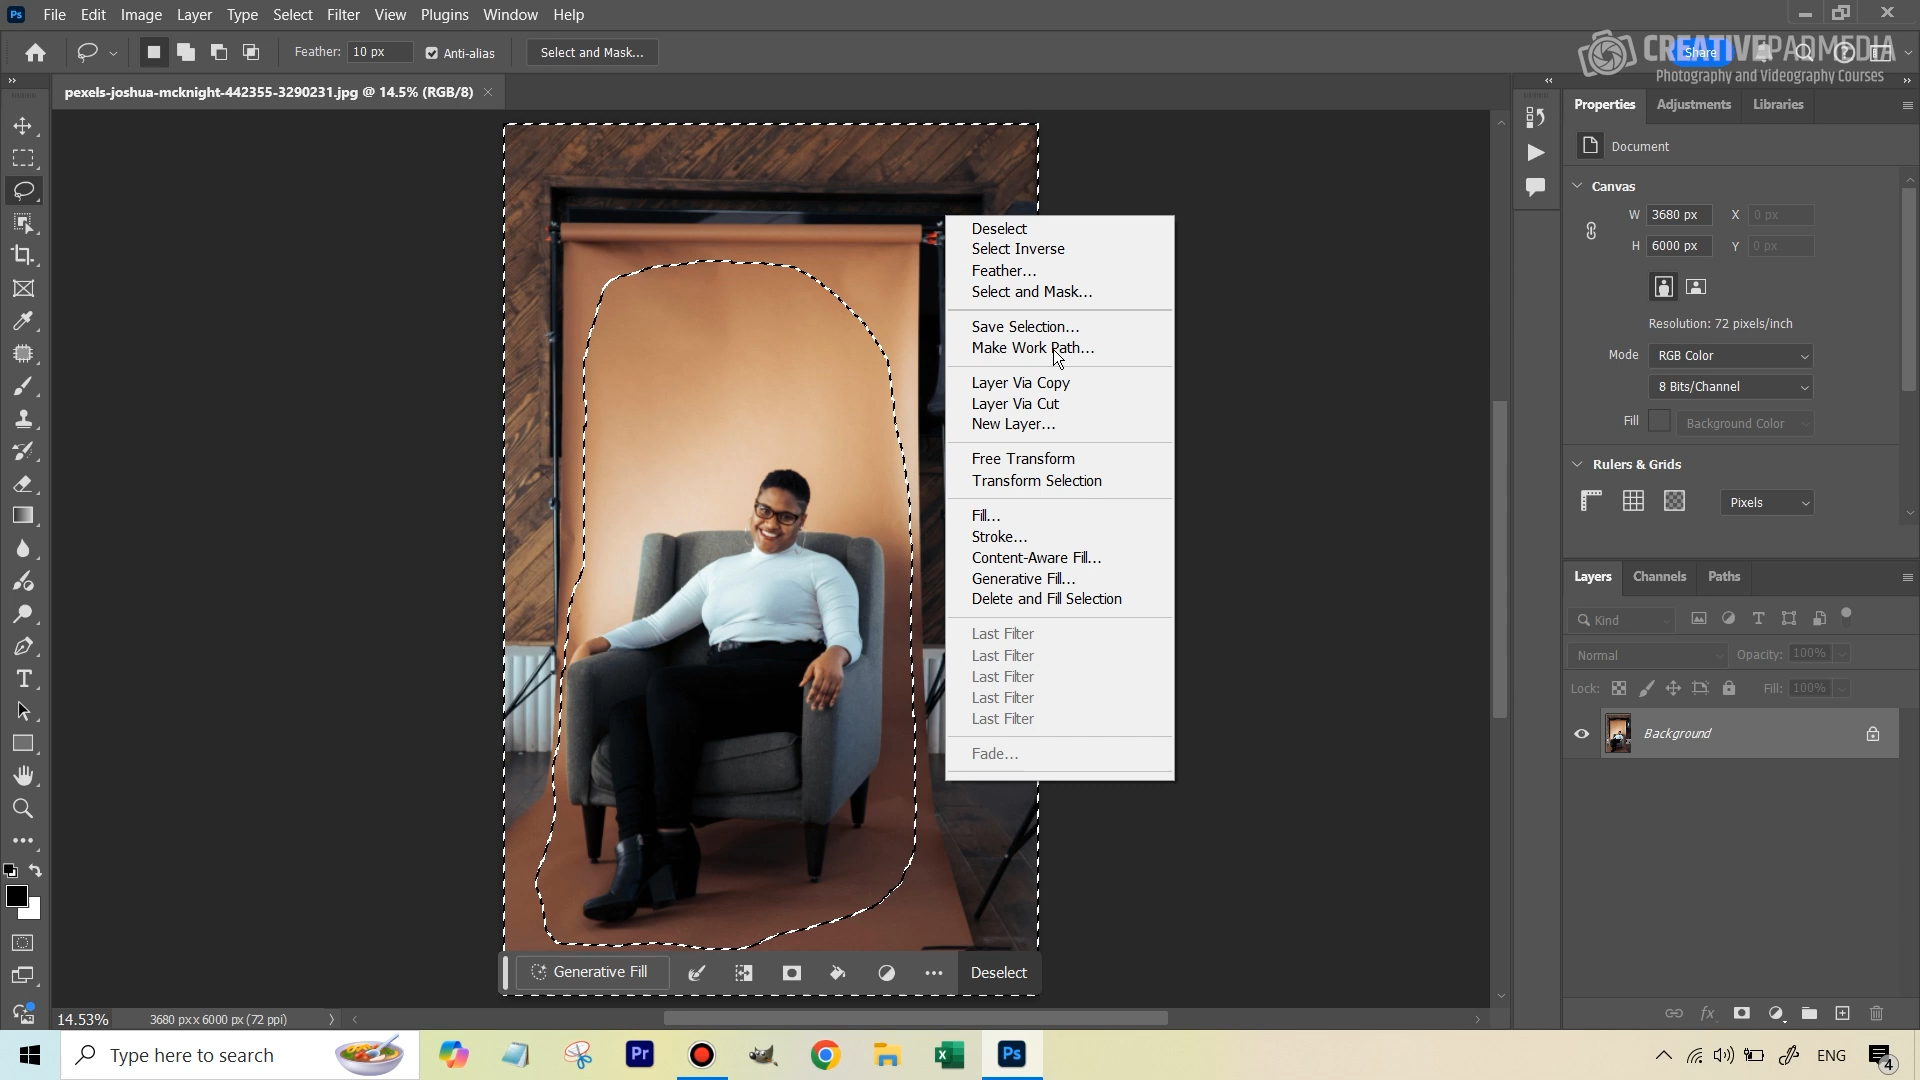 Ps File Edit Image Layer Type Select Filter View Plugins Window Help
Feather: 10 px Anti-alias Select and Mask... Share CREATIVEPADMEDIA
Photography and Videography Courses
pexels-joshua-mcknight-442355-3290231.jpg @ 14.5% (RGB/8)
Properties Adjustments Libraries
Document
Canvas
W 3680 px X 0 px
H 6000 px Y 0 px
Resolution: 72 pixels/inch
Mode RGB Color
8 Bits/Channel
Fill Background Color
Rulers & Grids
Pixels
Deselect
Select Inverse
Feather...
Select and Mask...
Save Selection...
Make Work Path...
Layer Via Copy
Layer Via Cut
New Layer...
Free Transform
Transform Selection
Fill...
Stroke...
Content-Aware Fill...
Generative Fill...
Delete and Fill Selection
Last Filter
Last Filter
Last Filter
Last Filter
Last Filter
Fade...
Layers Channels Paths
Kind
Normal Opacity: 100%
Lock: Fill: 100%
Background
Generative Fill Deselect
14.53% 3680 px x 6000 px (72 ppi)
Type here to search Pr Ps ENG 4